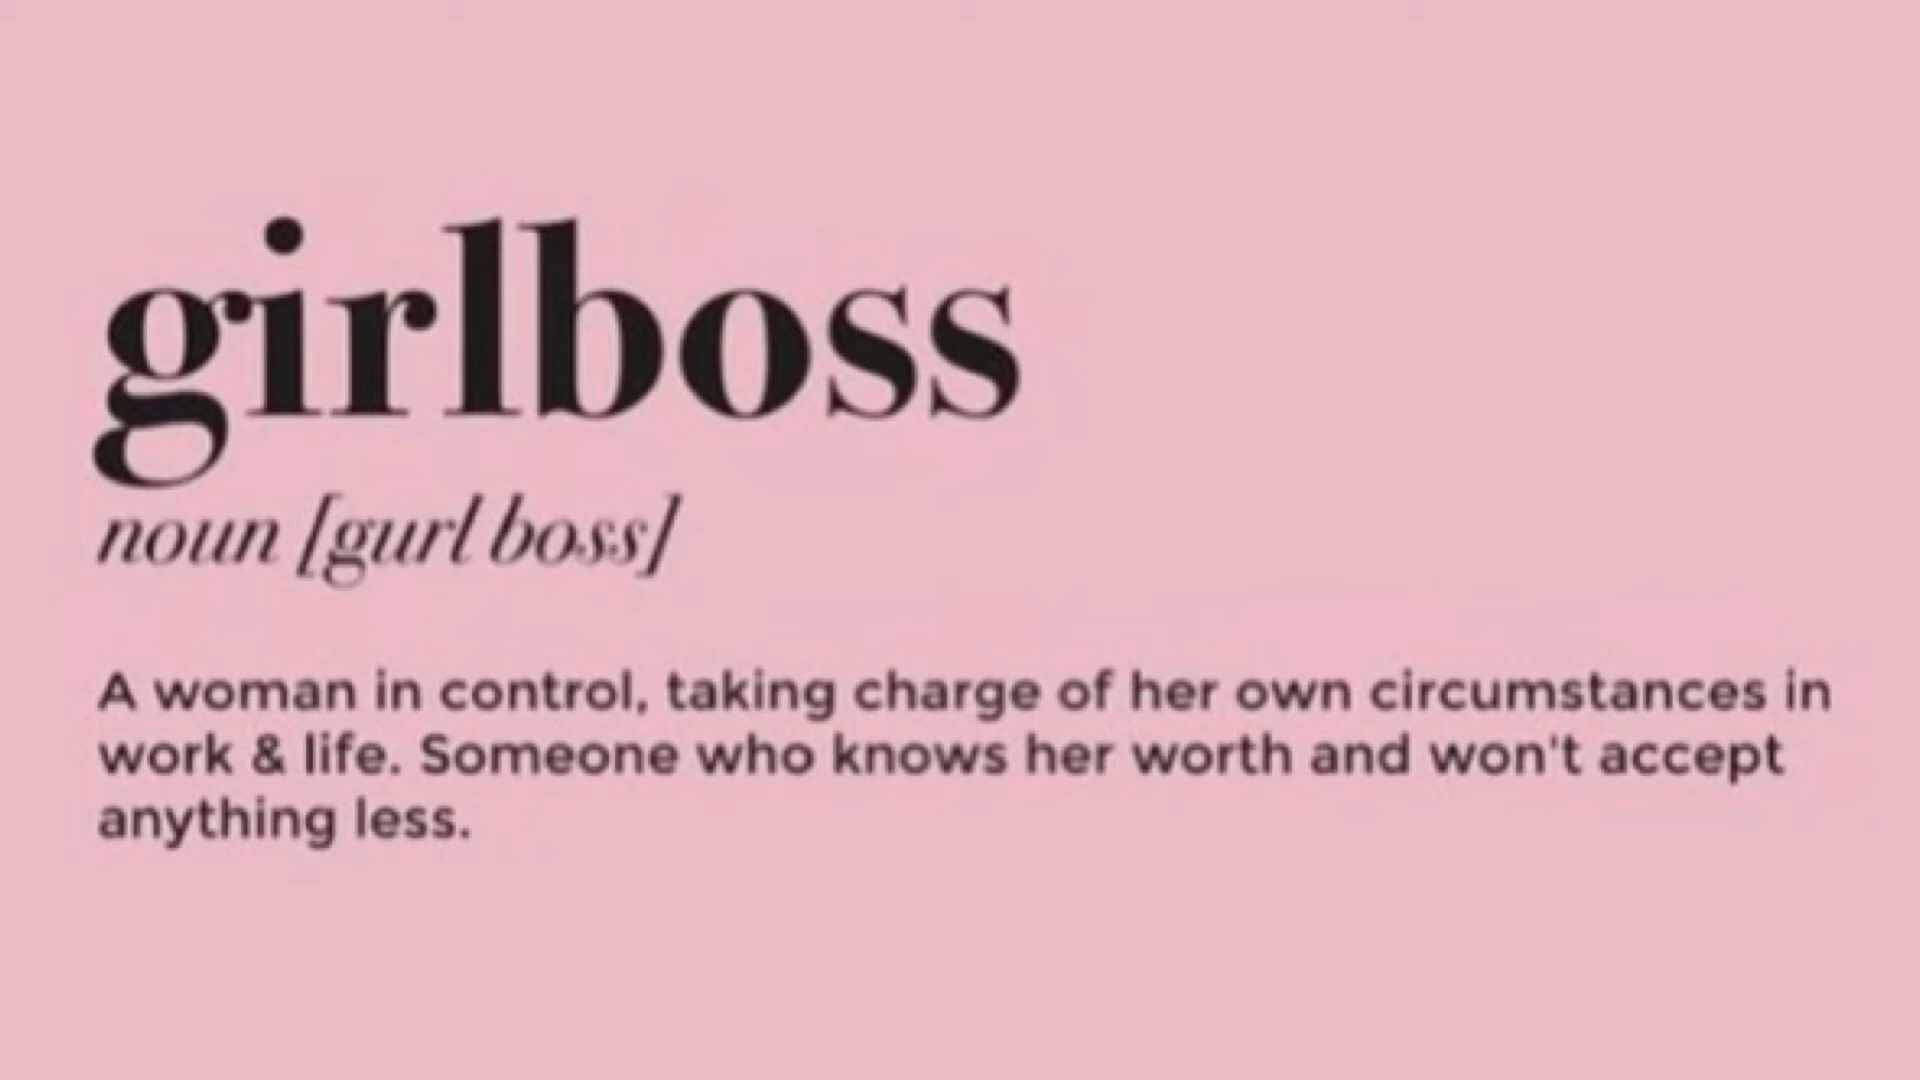 girlboss
noun [gurl boss]
A woman in control, taking charge of her own circumstances in
work & life. Someone who knows her worth and won't accept
anything less.